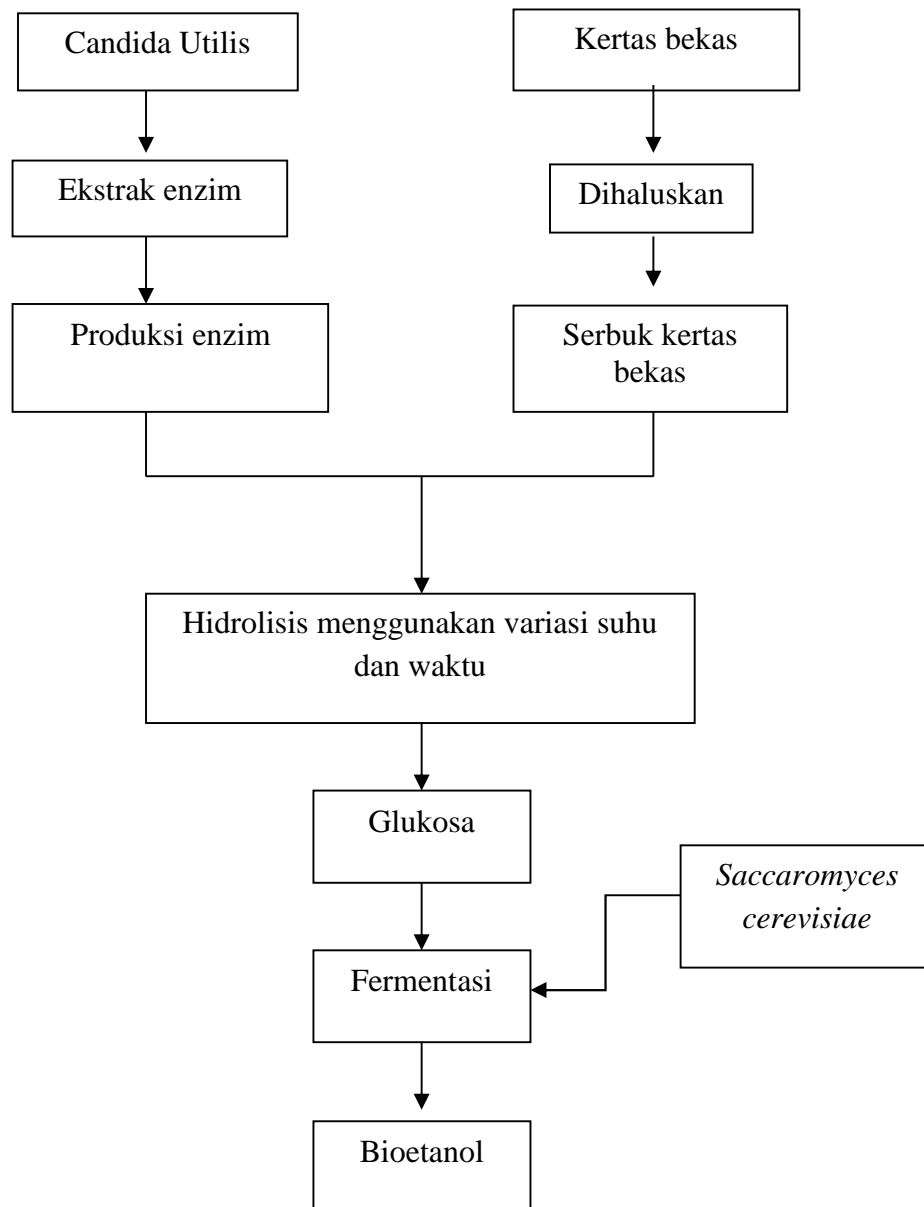 Candida Utilis
Kertas bekas
Ekstrak enzim
Dihaluskan
Produksi enzim
Serbuk kertas
bekas
Hidrolisis menggunakan variasi suhu
dan waktu
Glukosa
Saccaromyces
cerevisiae
Fermentasi
Bioetanol